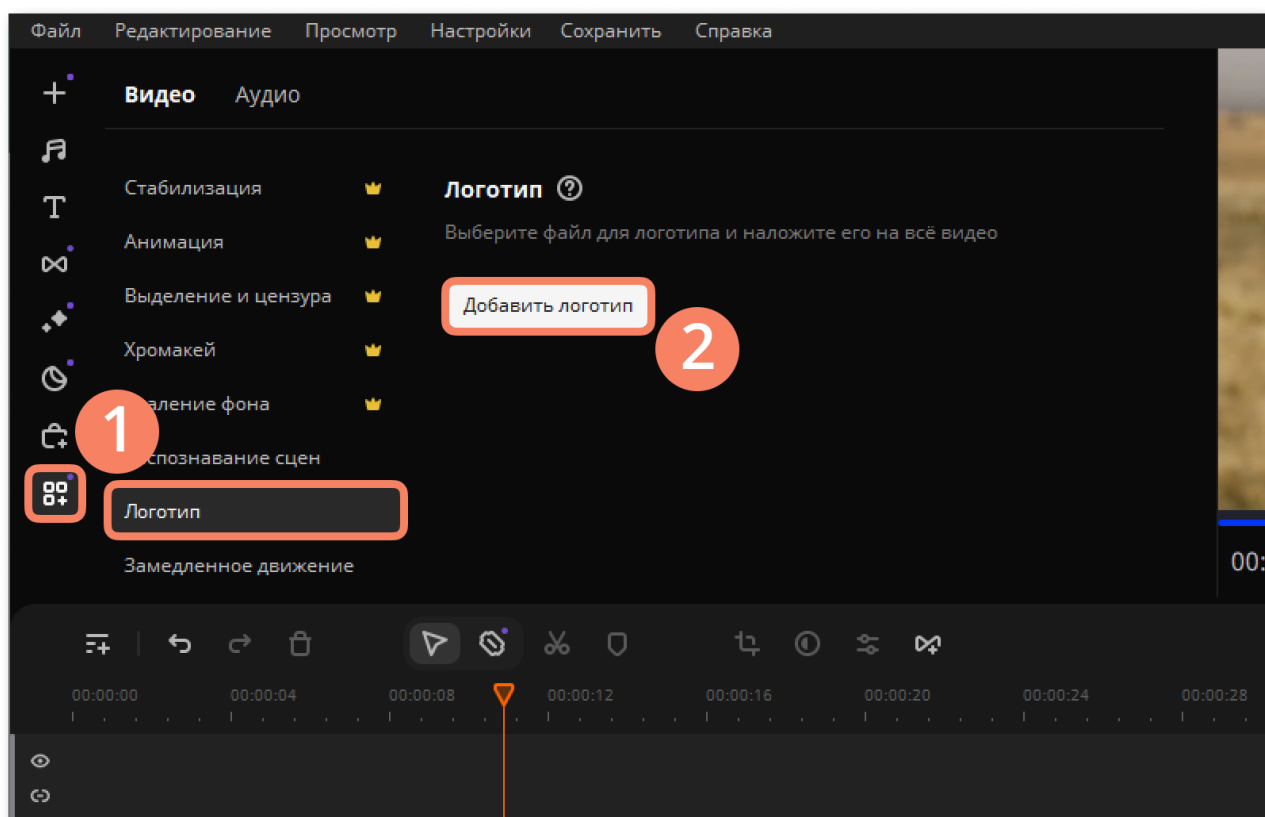 Файл Редактирование Просмотр Настройки Сохранить Справка
Видео Аудио
Стабилизация
Анимация
Выделение и цензура
Хромакей
аление фона
спознавание сцен
Логотип
Замедленное движение
Логотип ?
Выберите файл для логотипа и наложите его на всё видео
Добавить логотип
1
2
00:
00:00:00 00:00:04 00:00:08 00:00:12 00:00:16 00:00:20 00:00:24 00:00:28